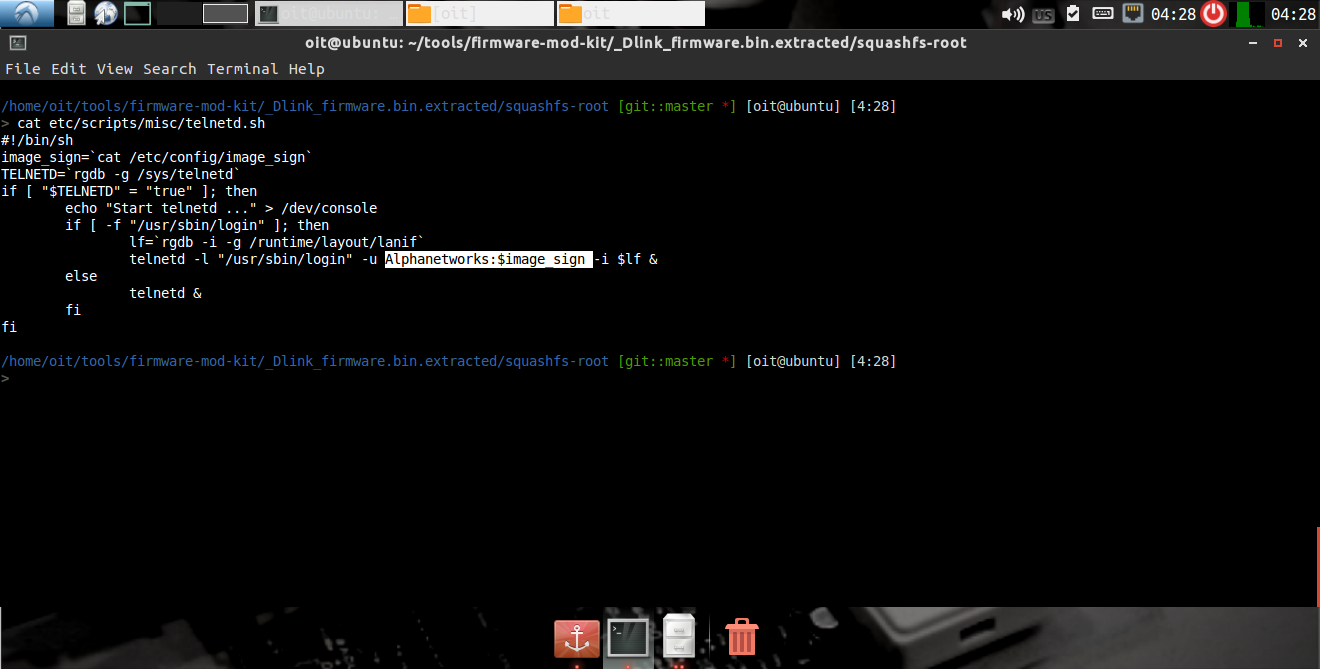 oit@ubuntu: ...
[oit]
oit
US
04:28
04:28
oit@ubuntu: ~/tools/firmware-mod-kit/_Dlink_firmware.bin.extracted/squashfs-root
File Edit View Search Terminal Help
/home/oit/tools/firmware-mod-kit/_Dlink_firmware.bin.extracted/squashfs-root [git::master *] [oit@ubuntu] [4:28]
> cat etc/scripts/misc/telnetd.sh
#!/bin/sh
image_sign=`cat /etc/config/image_sign`
TELNETD=`rgdb -g /sys/telnetd`
if [ "$TELNETD" = "true" ]; then
        echo "Start telnetd ..." > /dev/console
        if [ -f "/usr/sbin/login" ]; then
                lf=`rgdb -i -g /runtime/layout/lanif`
                telnetd -l "/usr/sbin/login" -u Alphanetworks:$image_sign -i $lf &
        else
                telnetd &
        fi
fi
/home/oit/tools/firmware-mod-kit/_Dlink_firmware.bin.extracted/squashfs-root [git::master *] [oit@ubuntu] [4:28]
>